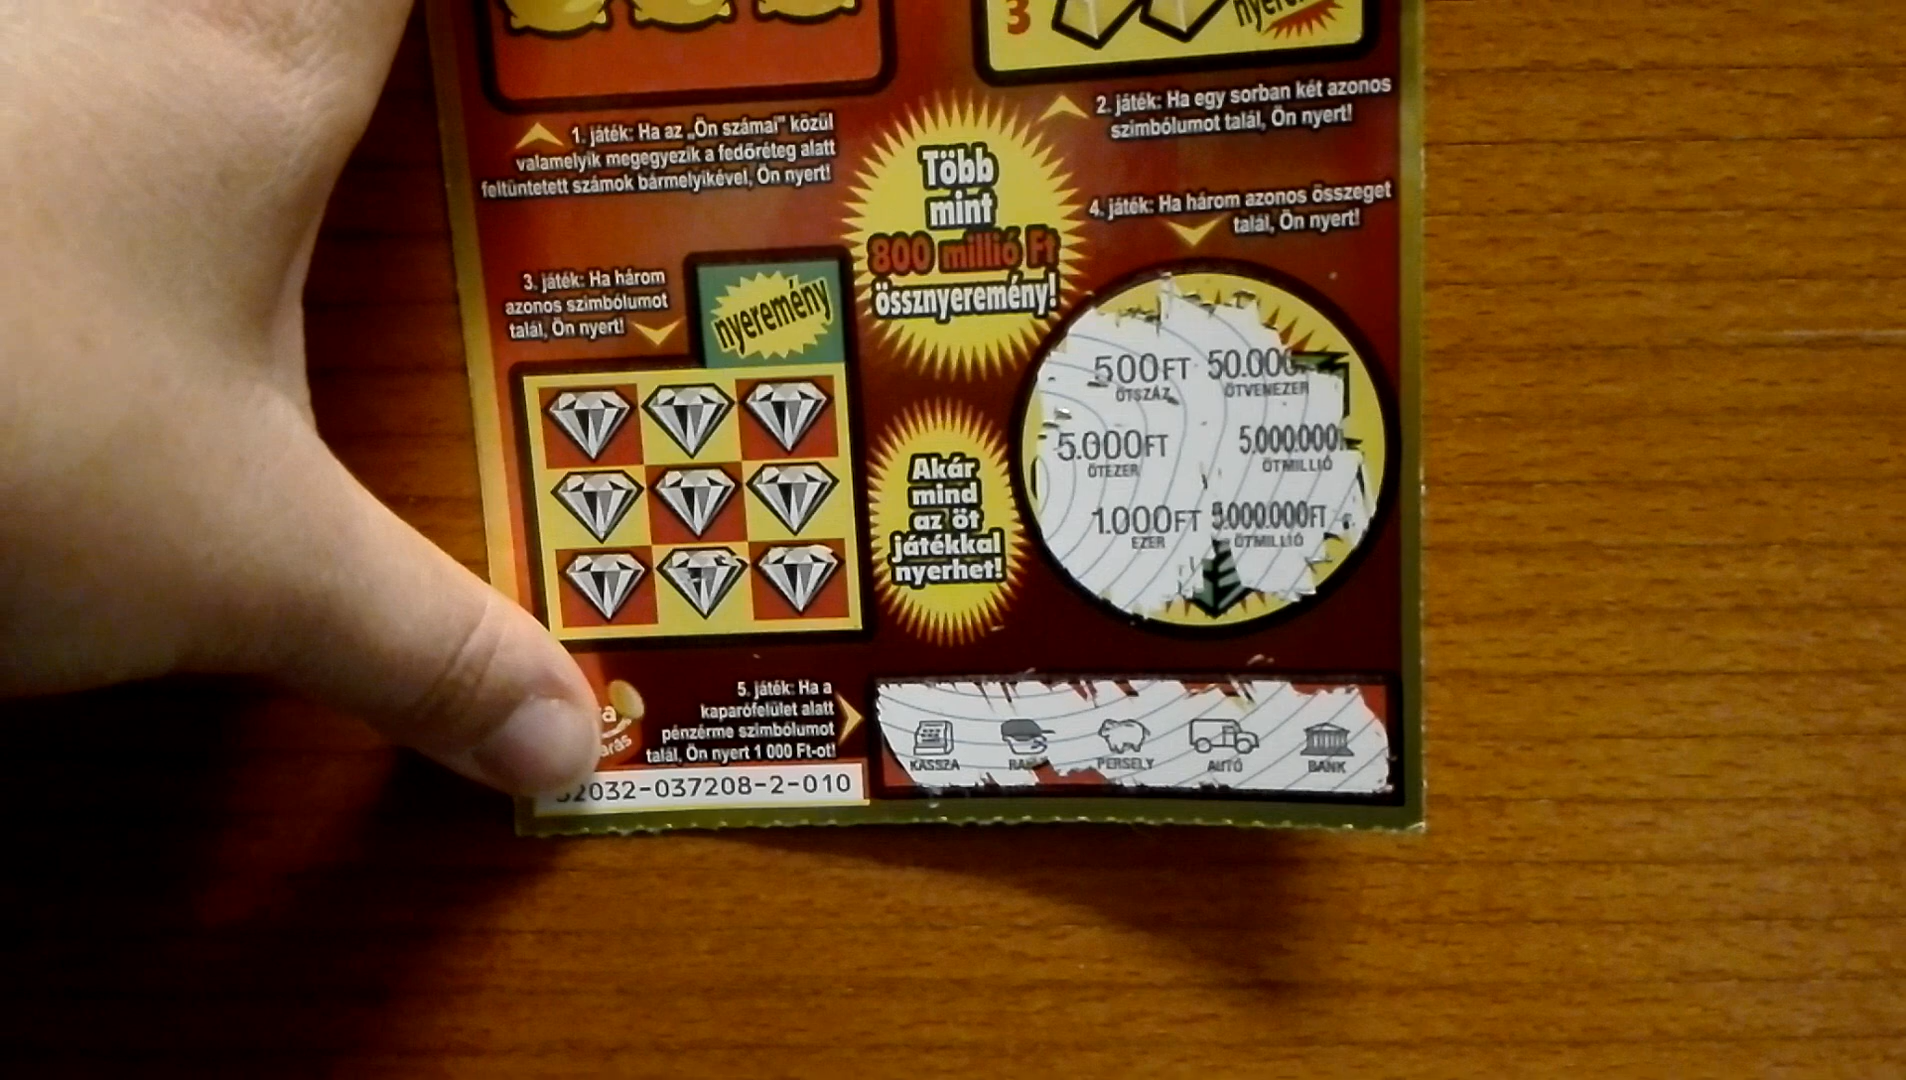 3
1. játék: Ha az „Ön számai" közül
valamelyik megegyezik a fedőréteg alatt
feltüntetett számok bármelyikével, Ön nyert!
2. játék: Ha egy sorban két azonos
szimbólumot talál, Ön nyert!
Több
mint
800 millió Ft
össznyeremény!
4. játék: Ha három azonos összeget
talál, Ön nyert!
3. játék: Ha három
azonos szimbólumot
talál, Ön nyert!
nyeremény
500FT 50.000
ÖTSZÁZ ÖTVENEZER
5.000FT 5.000.000
ÖTEZER ÖTMILLIÓ
1.000FT 5.000.000FT
EZER ÖTMILLIÓ
Akár
mind
az öt
játékkal
nyerhet!
5. játék: Ha a
kaparófelület alatt
pénzérme szimbólumot
talál, Ön nyert 1 000 Ft-ot!
KASSZA PERSELY AUTÓ BANK
2032-037208-2-010